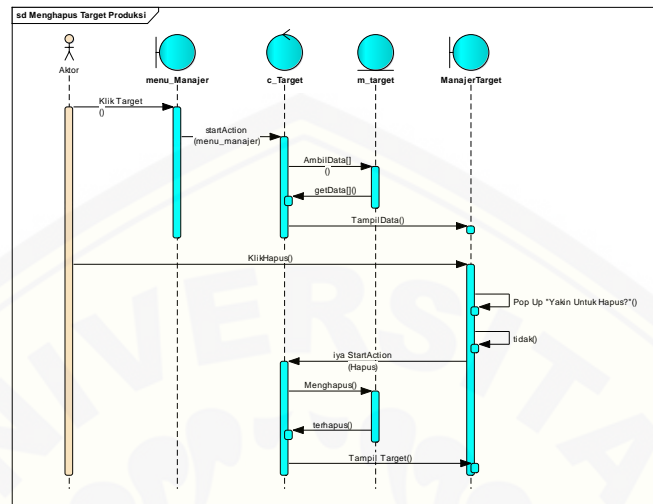 sd Menghapus Target Produksi
Aktor
menu_Manajer
c_Target
m_target
ManajerTarget
Klik Target
()
startAction
(menu_manajer)
AmbilData[]
()
getData[]()
TampilData()
KlikHapus()
Pop Up "Yakin Untuk Hapus?"()
tidak()
iya StartAction
(Hapus)
Menghapus()
terhapus()
Tampil Target()
UNIVERSITA